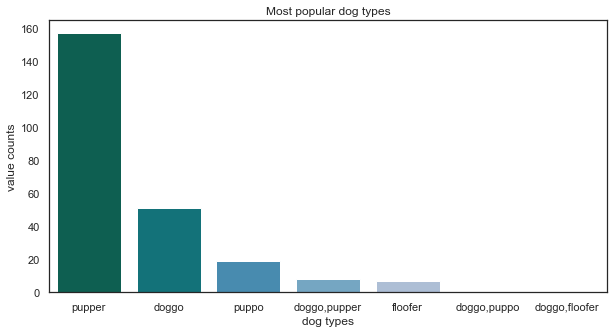 Most popular dog types
value counts
160
140
120
100
80
60
40
20
0
pupper doggo puppo doggo,pupper floofer doggo,puppo doggo,floofer
dog types